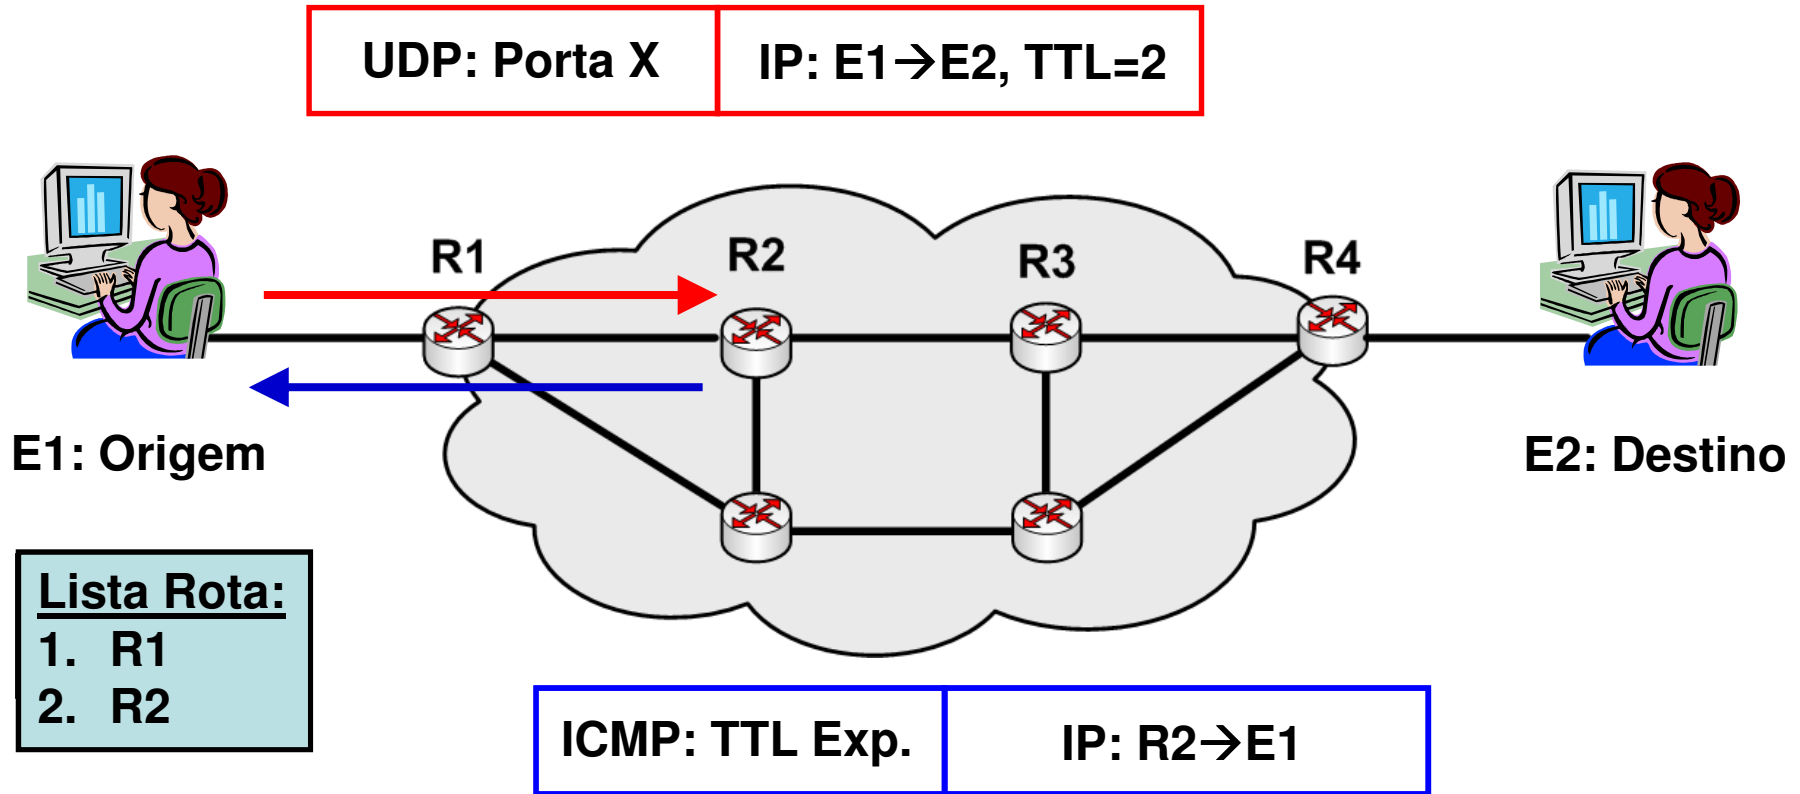 UDP: Porta X
IP: E1→E2, TTL=2
R1
R2
R3
R4
E1: Origem
E2: Destino
Lista Rota:
1. R1
2. R2
ICMP: TTL Exp.
IP: R2→E1